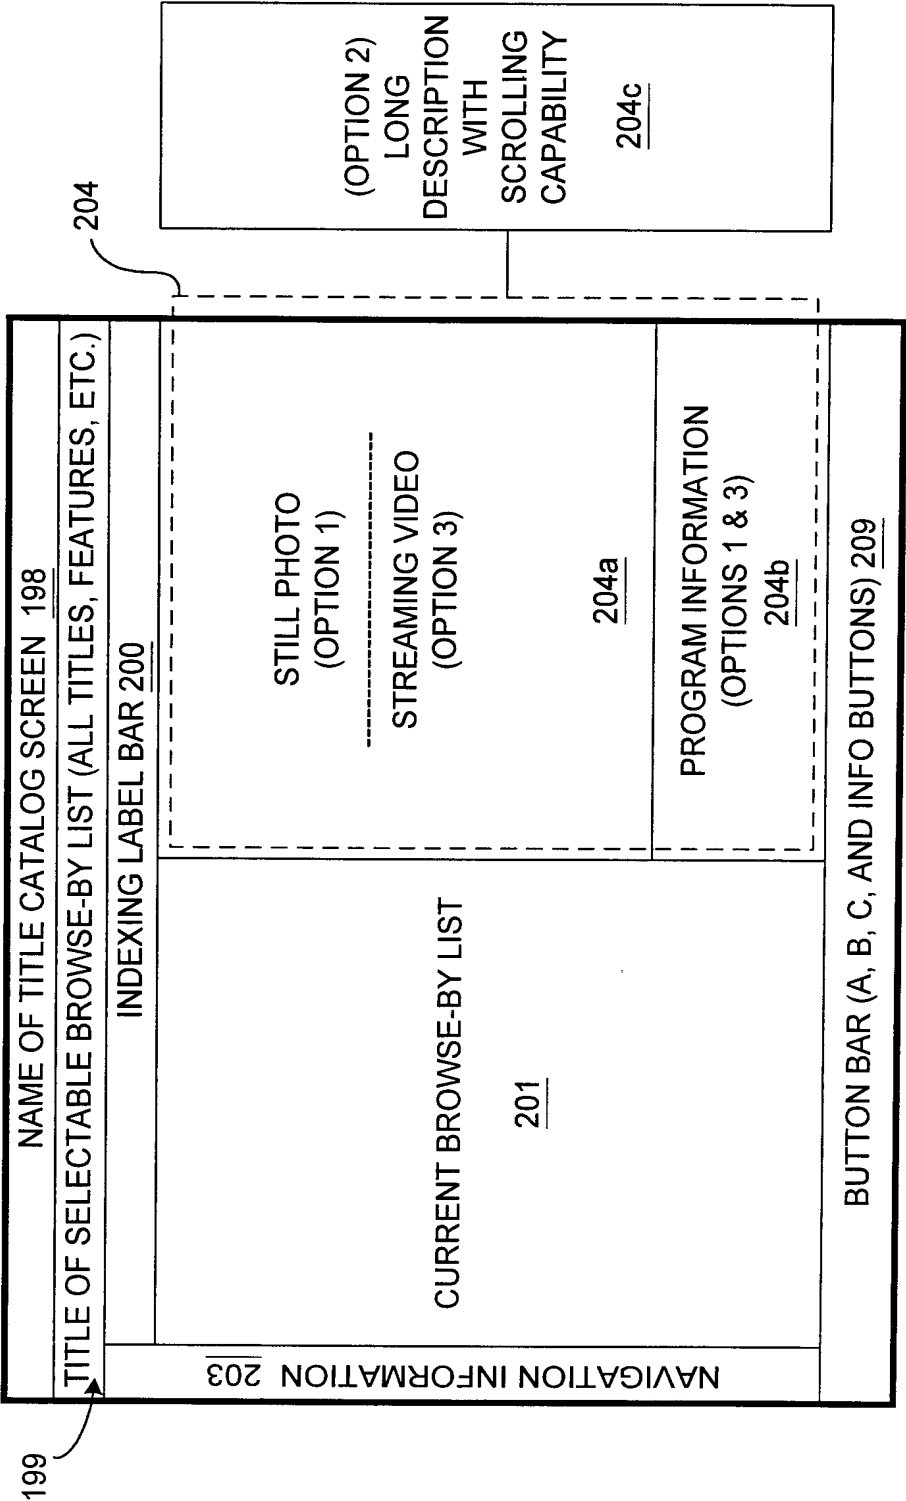 NAME OF TITLE CATALOG SCREEN 198
TITLE OF SELECTABLE BROWSE-BY LIST (ALL TITLES, FEATURES, ETC.)
199
INDEXING LABEL BAR 200
NAVIGATION INFORMATION 203
CURRENT BROWSE-BY LIST
201
204
STILL PHOTO
(OPTION 1)
STREAMING VIDEO
(OPTION 3)
204a
PROGRAM INFORMATION
(OPTIONS 1 & 3)
204b
(OPTION 2)
LONG
DESCRIPTION
WITH
SCROLLING
CAPABILITY
204c
BUTTON BAR (A, B, C, AND INFO BUTTONS) 209